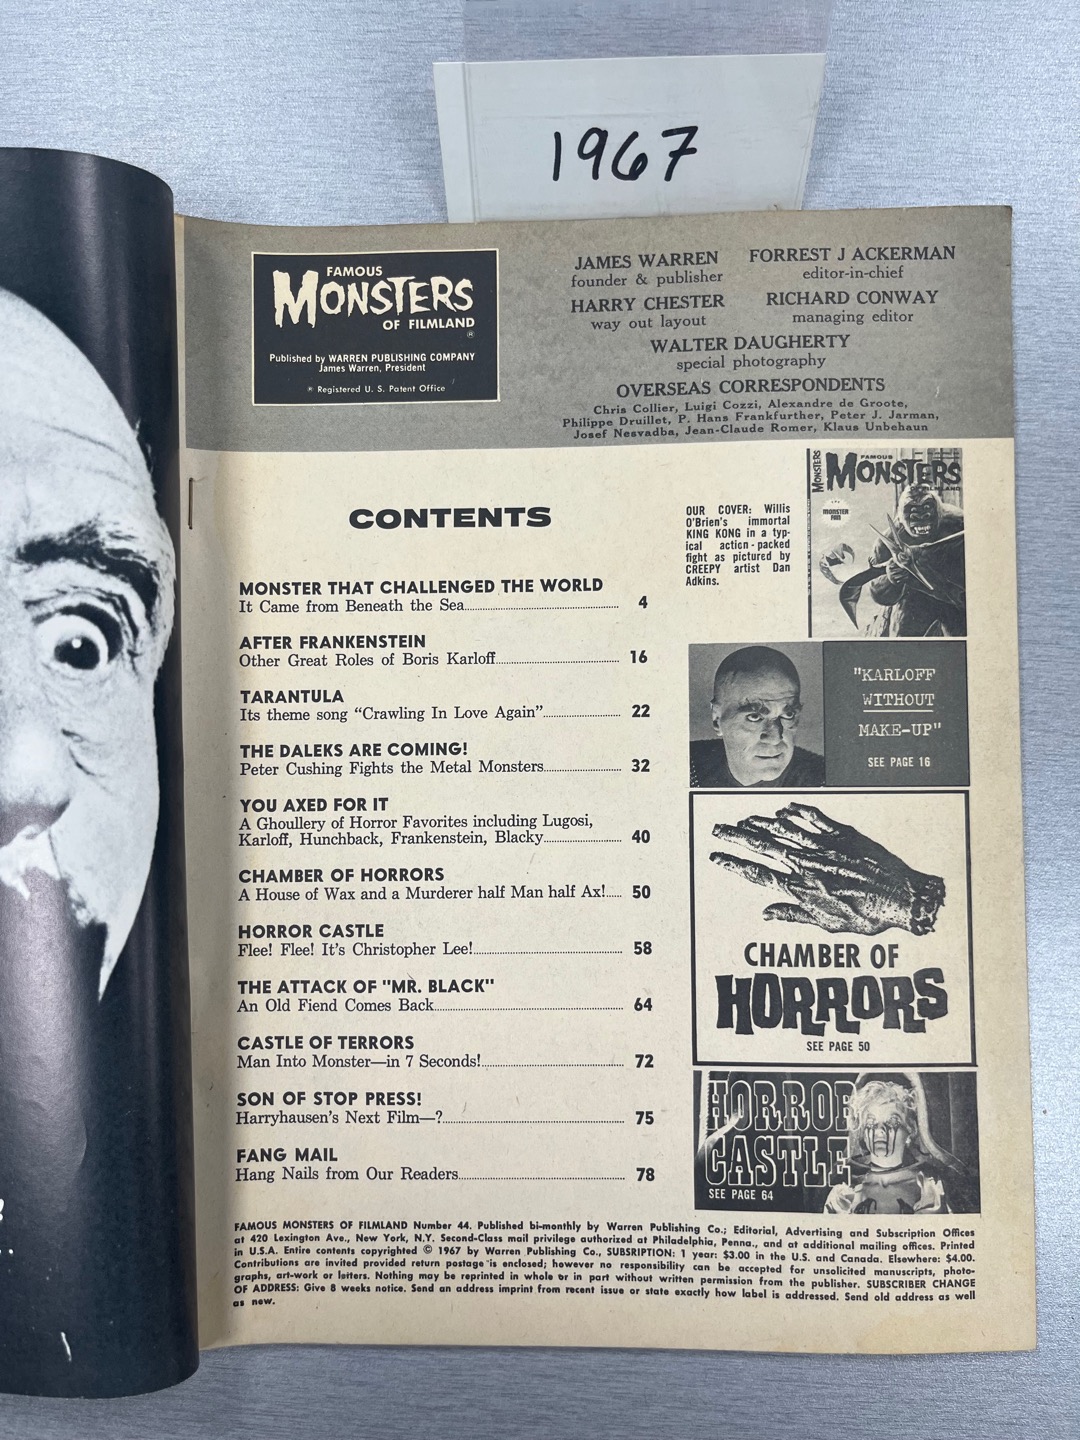 1967
FAMOUS
MONSTERS
OF FILMLAND
®
Published by WARREN PUBLISHING COMPANY
James Warren, President
® Registered U. S. Patent Office
JAMES WARREN
founder & publisher
FORREST J ACKERMAN
editor-in-chief
HARRY CHESTER
way out layout
RICHARD CONWAY
managing editor
WALTER DAUGHERTY
special photography
OVERSEAS CORRESPONDENTS
Chris Collier, Luigi Cozzi, Alexandre de Groote,
Philippe Druillet, P. Hans Frankfurther, Peter J. Jarman,
Josef Nesvadba, Jean-Claude Romer, Klaus Unbehaun
CONTENTS
MONSTER THAT CHALLENGED THE WORLD
It Came from Beneath the Sea 4
AFTER FRANKENSTEIN
Other Great Roles of Boris Karloff 16
TARANTULA
Its theme song "Crawling In Love Again" 22
THE DALEKS ARE COMING!
Peter Cushing Fights the Metal Monsters 32
YOU AXED FOR IT
A Ghoullery of Horror Favorites including Lugosi,
Karloff, Hunchback, Frankenstein, Blacky 40
CHAMBER OF HORRORS
A House of Wax and a Murderer half Man half Ax! 50
HORROR CASTLE
Flee! Flee! It's Christopher Lee! 58
THE ATTACK OF "MR. BLACK"
An Old Fiend Comes Back 64
CASTLE OF TERRORS
Man Into Monster—in 7 Seconds! 72
SON OF STOP PRESS!
Harryhausen's Next Film—? 75
FANG MAIL
Hang Nails from Our Readers 78
OUR COVER: Willis
O'Brien's immortal
KING KONG in a typ-
ical action-packed
fight as pictured by
CREEPY artist Dan
Adkins.
MONSTERS
FAMOUS
MONSTERS
OF FILMLAND
MONSTER
FAN
"KARLOFF
WITHOUT
MAKE-UP"
SEE PAGE 16
CHAMBER OF
HORRORS
SEE PAGE 50
HORROR
CASTLE
SEE PAGE 64
FAMOUS MONSTERS OF FILMLAND Number 44. Published bi-monthly by Warren Publishing Co.; Editorial, Advertising and Subscription Offices
at 420 Lexington Ave., New York, N.Y. Second-Class mail privilege authorized at Philadelphia, Penna., and at additional mailing offices. Printed
in U.S.A. Entire contents copyrighted © 1967 by Warren Publishing Co., SUBSRIPTION: 1 year: $3.00 in the U.S. and Canada. Elsewhere: $4.00.
Contributions are invited provided return postage is enclosed; however no responsibility can be accepted for unsolicited manuscripts, photo-
graphs, art-work or letters. Nothing may be reprinted in whole or in part without written permission from the publisher. SUBSCRIBER CHANGE
OF ADDRESS: Give 8 weeks notice. Send an address imprint from recent issue or state exactly how label is addressed. Send old address as well
as new.